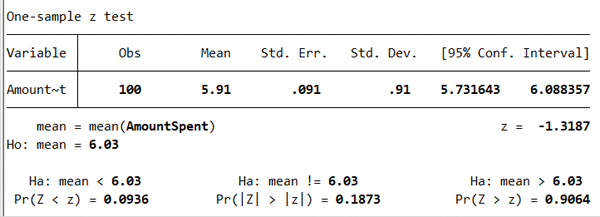 One-sample z test
Variable Obs Mean Std. Err. Std. Dev. [95% Conf. Interval]
Amount~t 100 5.91 .091 .91 5.731643 6.088357
mean = mean(AmountSpent) z = -1.3187
Ho: mean = 6.03
Ha: mean < 6.03 Ha: mean != 6.03 Ha: mean > 6.03
Pr(Z < z) = 0.0936 Pr(|Z| > |z|) = 0.1873 Pr(Z > z) = 0.9064